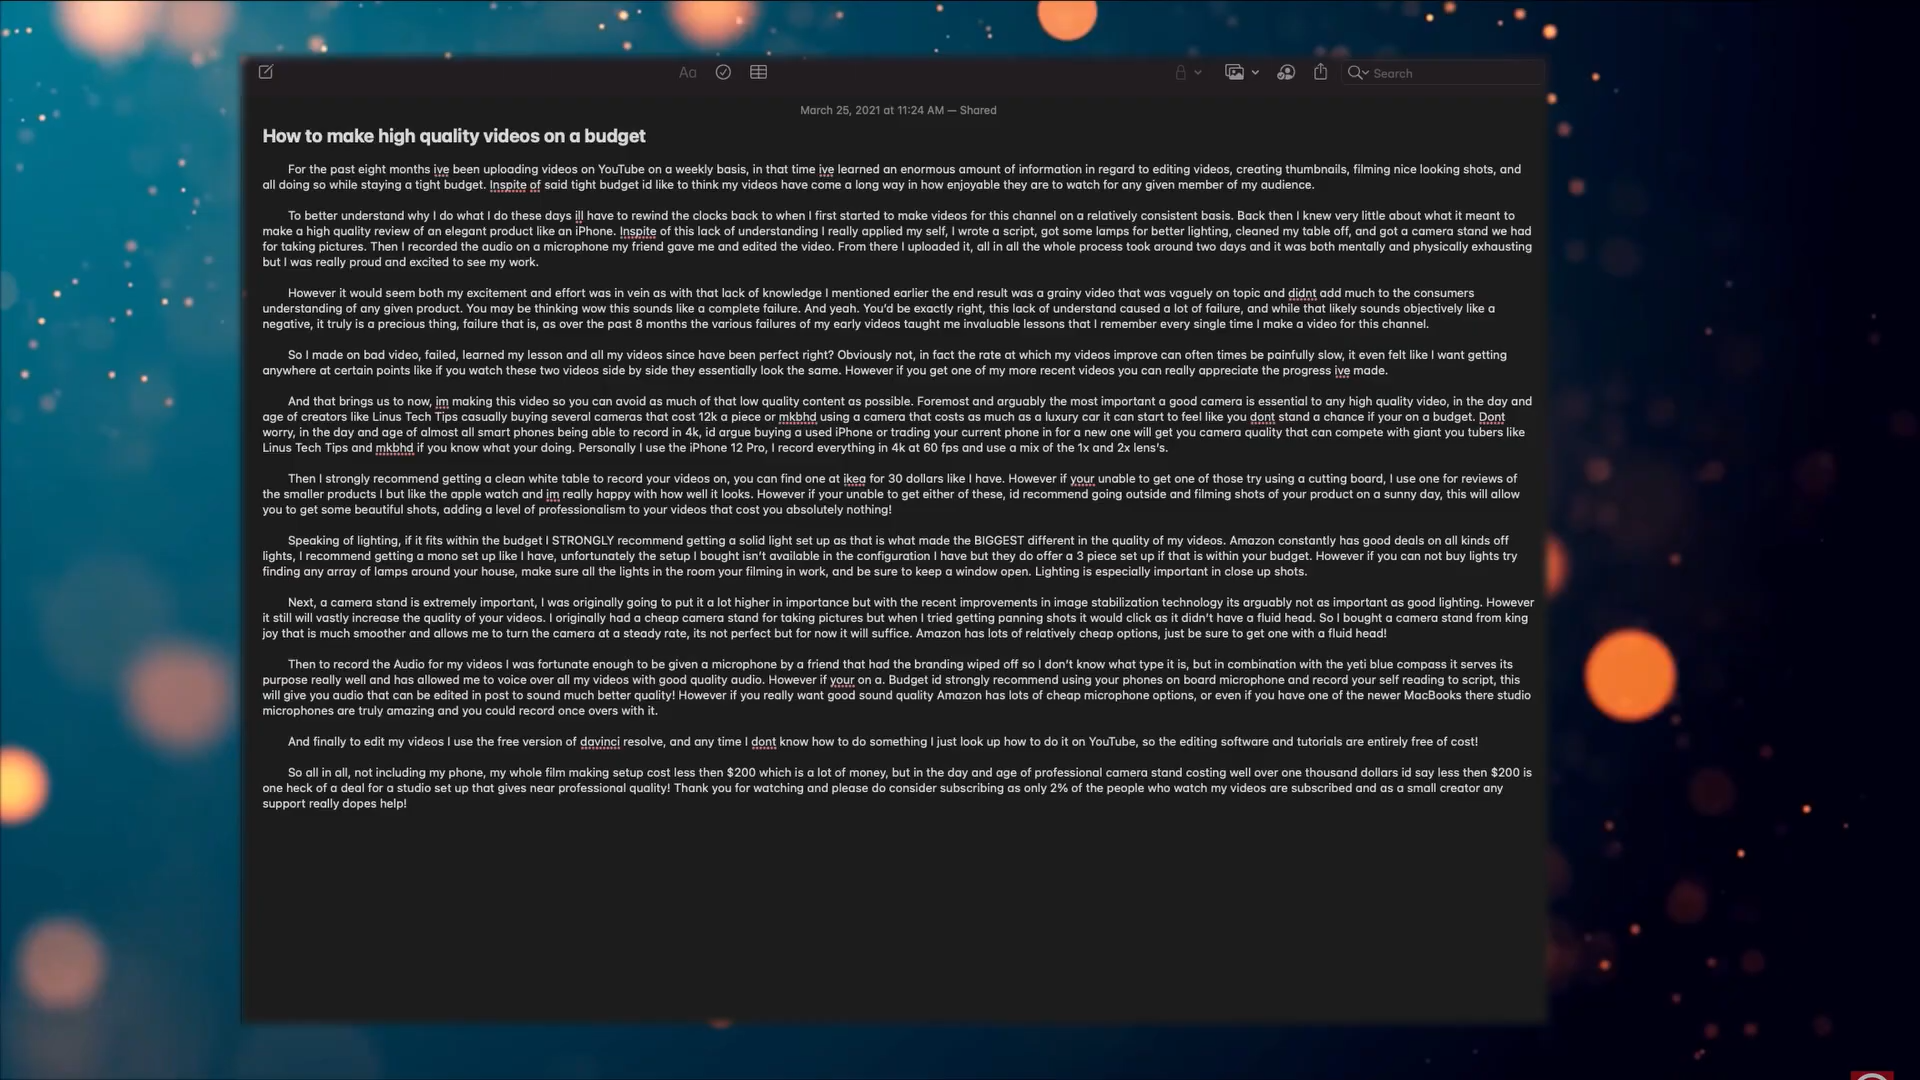 Aa
Search
March 25, 2021 at 11:24 AM — Shared
How to make high quality videos on a budget
For the past eight months ive been uploading videos on YouTube on a weekly basis, in that time ive learned an enormous amount of information in regard to editing videos, creating thumbnails, filming nice looking shots, and
all doing so while staying a tight budget. Inspite of said tight budget id like to think my videos have come a long way in how enjoyable they are to watch for any given member of my audience.
To better understand why I do what I do these days ill have to rewind the clocks back to when I first started to make videos for this channel on a relatively consistent basis. Back then I knew very little about what it meant to
make a high quality review of an elegant product like an iPhone. Inspite of this lack of understanding I really applied my self, I wrote a script, got some lamps for better lighting, cleaned my table off, and got a camera stand we had
for taking pictures. Then I recorded the audio on a microphone my friend gave me and edited the video. From there I uploaded it, all in all the whole process took around two days and it was both mentally and physically exhausting
but I was really proud and excited to see my work.
However it would seem both my excitement and effort was in vein as with that lack of knowledge I mentioned earlier the end result was a grainy video that was vaguely on topic and didnt add much to the consumers
understanding of any given product. You may be thinking wow this sounds like a complete failure. And yeah. You'd be exactly right, this lack of understand caused a lot of failure, and while that likely sounds objectively like a
negative, it truly is a precious thing, failure that is, as over the past 8 months the various failures of my early videos taught me invaluable lessons that I remember every single time I make a video for this channel.
So I made on bad video, failed, learned my lesson and all my videos since have been perfect right? Obviously not, in fact the rate at which my videos improve can often times be painfully slow, it even felt like I want getting
anywhere at certain points like if you watch these two videos side by side they essentially look the same. However if you get one of my more recent videos you can really appreciate the progress ive made.
And that brings us to now, im making this video so you can avoid as much of that low quality content as possible. Foremost and arguably the most important a good camera is essential to any high quality video, in the day and
age of creators like Linus Tech Tips casually buying several cameras that cost 12k a piece or mkbhd using a camera that costs as much as a luxury car it can start to feel like you dont stand a chance if your on a budget. Dont
worry, in the day and age of almost all smart phones being able to record in 4k, id argue buying a used iPhone or trading your current phone in for a new one will get you camera quality that can compete with giant you tubers like
Linus Tech Tips and mkbhd if you know what your doing. Personally I use the iPhone 12 Pro, I record everything in 4k at 60 fps and use a mix of the 1x and 2x lens's.
Then I strongly recommend getting a clean white table to record your videos on, you can find one at ikea for 30 dollars like I have. However if your unable to get one of those try using a cutting board, I use one for reviews of
the smaller products I but like the apple watch and im really happy with how well it looks. However if your unable to get either of these, id recommend going outside and filming shots of your product on a sunny day, this will allow
you to get some beautiful shots, adding a level of professionalism to your videos that cost you absolutely nothing!
Speaking of lighting, if it fits within the budget I STRONGLY recommend getting a solid light set up as that is what made the BIGGEST different in the quality of my videos. Amazon constantly has good deals on all kinds off
lights, I recommend getting a mono set up like I have, unfortunately the setup I bought isn't available in the configuration I have but they do offer a 3 piece set up if that is within your budget. However if you can not buy lights try
finding any array of lamps around your house, make sure all the lights in the room your filming in work, and be sure to keep a window open. Lighting is especially important in close up shots.
Next, a camera stand is extremely important, I was originally going to put it a lot higher in importance but with the recent improvements in image stabilization technology its arguably not as important as good lighting. However
it still will vastly increase the quality of your videos. I originally had a cheap camera stand for taking pictures but when I tried getting panning shots it would click as it didn't have a fluid head. So I bought a camera stand from king
joy that is much smoother and allows me to turn the camera at a steady rate, its not perfect but for now it will suffice. Amazon has lots of relatively cheap options, just be sure to get one with a fluid head!
Then to record the Audio for my videos I was fortunate enough to be given a microphone by a friend that had the branding wiped off so I don't know what type it is, but in combination with the yeti blue compass it serves its
purpose really well and has allowed me to voice over all my videos with good quality audio. However if your on a. Budget id strongly recommend using your phones on board microphone and record your self reading to script, this
will give you audio that can be edited in post to sound much better quality! However if you really want good sound quality Amazon has lots of cheap microphone options, or even if you have one of the newer MacBooks there studio
microphones are truly amazing and you could record once overs with it.
And finally to edit my videos I use the free version of davinci resolve, and any time I dont know how to do something I just look up how to do it on YouTube, so the editing software and tutorials are entirely free of cost!
So all in all, not including my phone, my whole film making setup cost less then $200 which is a lot of money, but in the day and age of professional camera stand costing well over one thousand dollars id say less then $200 is
one heck of a deal for a studio set up that gives near professional quality! Thank you for watching and please do consider subscribing as only 2% of the people who watch my videos are subscribed and as a small creator any
support really dopes help!